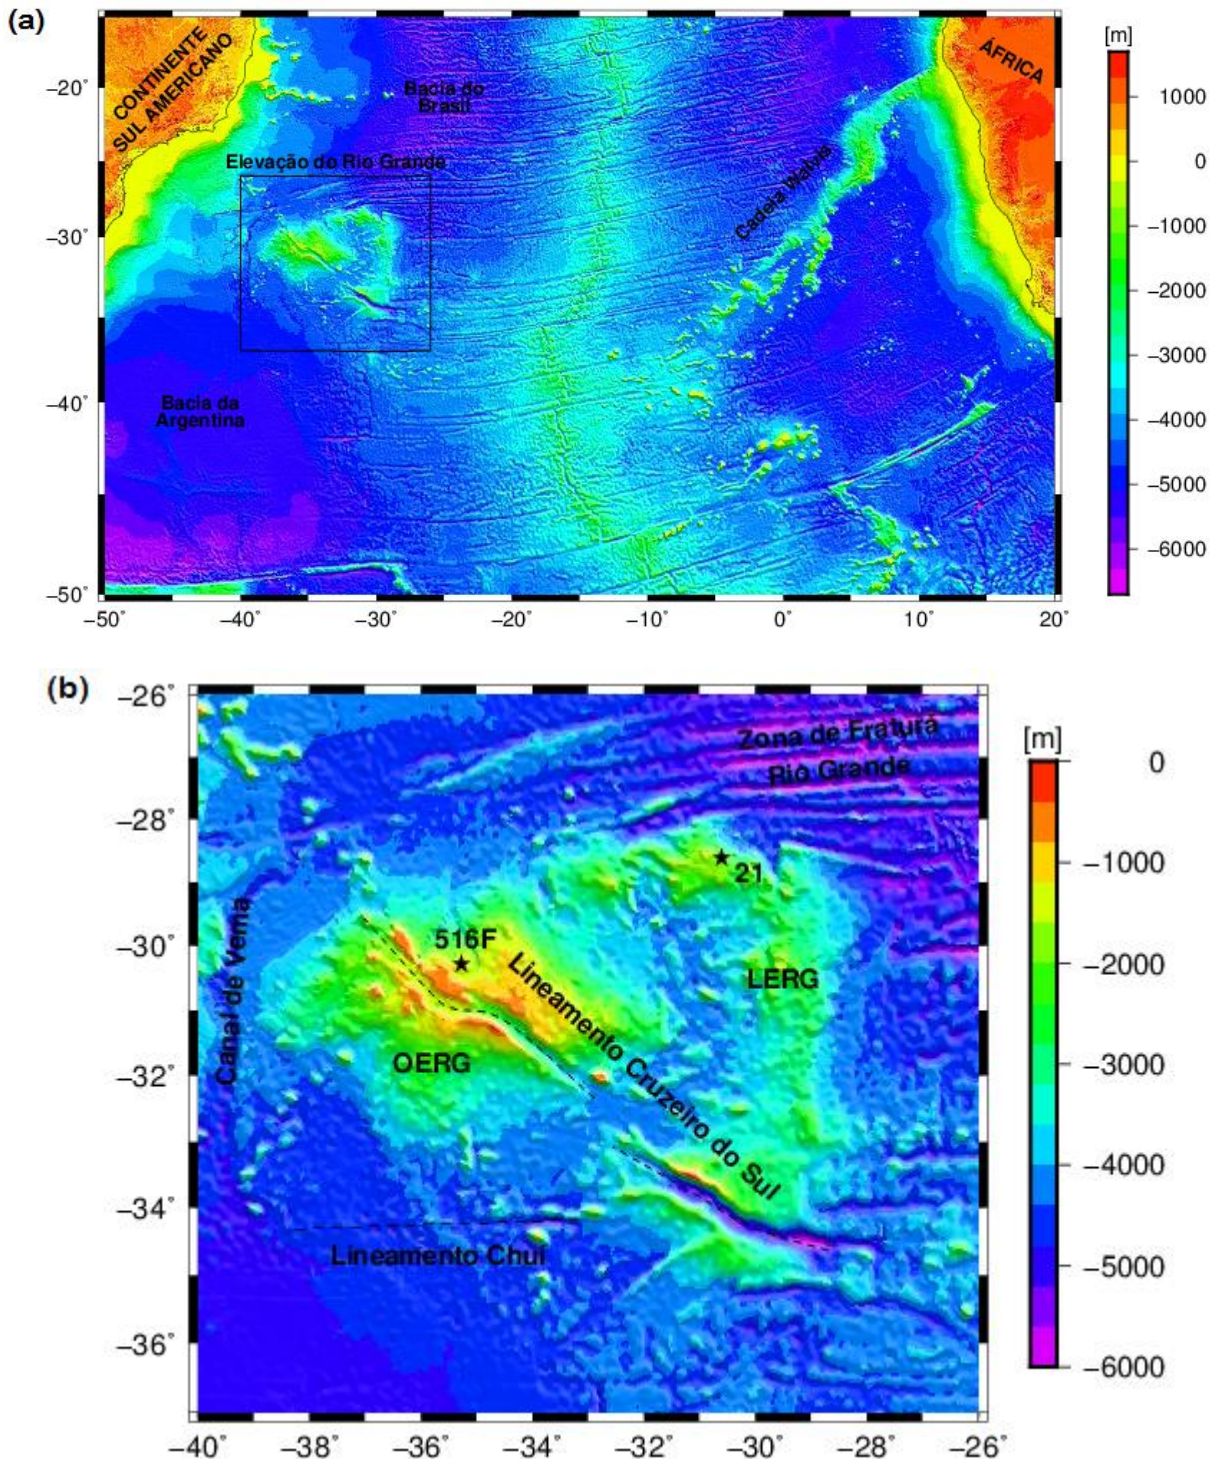 (a)
[m]
CONTINENTE
SUL AMERICANO
ÁFRICA
Bacia do
Brasil
Elevação do Rio Grande
Cadeia Walvis
Bacia da
Argentina
−20°
−30°
−40°
−50°
−50° −40° −30° −20° −10° 0° 10° 20°
1000
0
−1000
−2000
−3000
−4000
−5000
−6000
(b)
[m]
−26°
−28°
−30°
−32°
−34°
−36°
Zona de Fratura
Rio Grande
21
516F
LERG
Canal de Vema
OERG
Lineamento Cruzeiro do Sul
Lineamento Chuí
−40° −38° −36° −34° −32° −30° −28° −26°
0
−1000
−2000
−3000
−4000
−5000
−6000